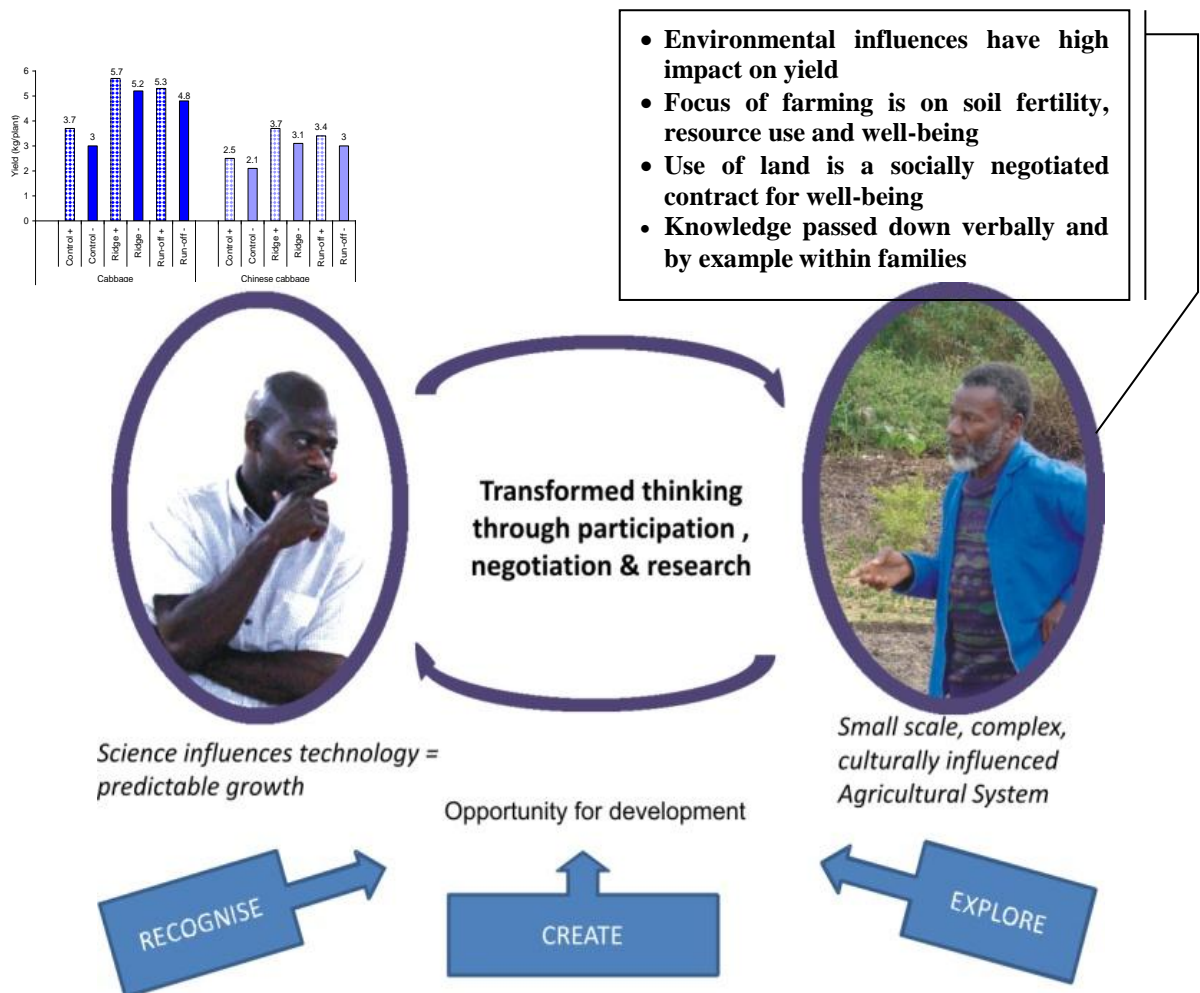 Yield (kg/plant)
6
5
4
3
2
1
0
3.7
3
5.7
5.2
5.3
4.8
2.5
2.1
3.7
3.1
3.4
3
Control +
Control -
Ridge +
Ridge -
Run-off +
Run-off -
Control +
Control -
Ridge +
Ridge -
Run-off +
Run-off -
Cabbage
Chinese cabbage
• Environmental influences have high
impact on yield
• Focus of farming is on soil fertility,
resource use and well-being
• Use of land is a socially negotiated
contract for well-being
• Knowledge passed down verbally and
by example within families
Transformed thinking
through participation ,
negotiation & research
Science influences technology =
predictable growth
Small scale, complex,
culturally influenced
Agricultural System
Opportunity for development
RECOGNISE
CREATE
EXPLORE